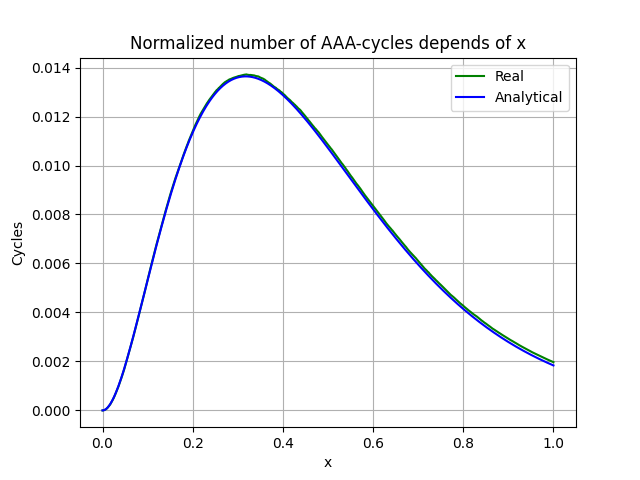 Normalized number of AAA-cycles depends of x
Real
Analytical
Cycles
0.014
0.012
0.010
0.008
0.006
0.004
0.002
0.000
0.0 0.2 0.4 0.6 0.8 1.0
x